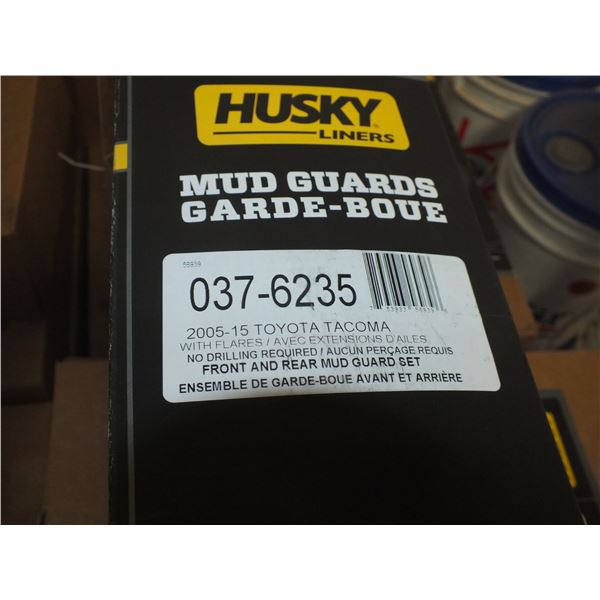 HUSKY
LINERS
MUD GUARDS
GARDE-BOUE
58939
037-6235
2005-15 TOYOTA TACOMA
WITH FLARES / AVEC EXTENSIONS D'AILES
NO DRILLING REQUIRED / AUCUN PERÇAGE REQUIS
FRONT AND REAR MUD GUARD SET
ENSEMBLE DE GARDE-BOUE AVANT ET ARRIÈRE